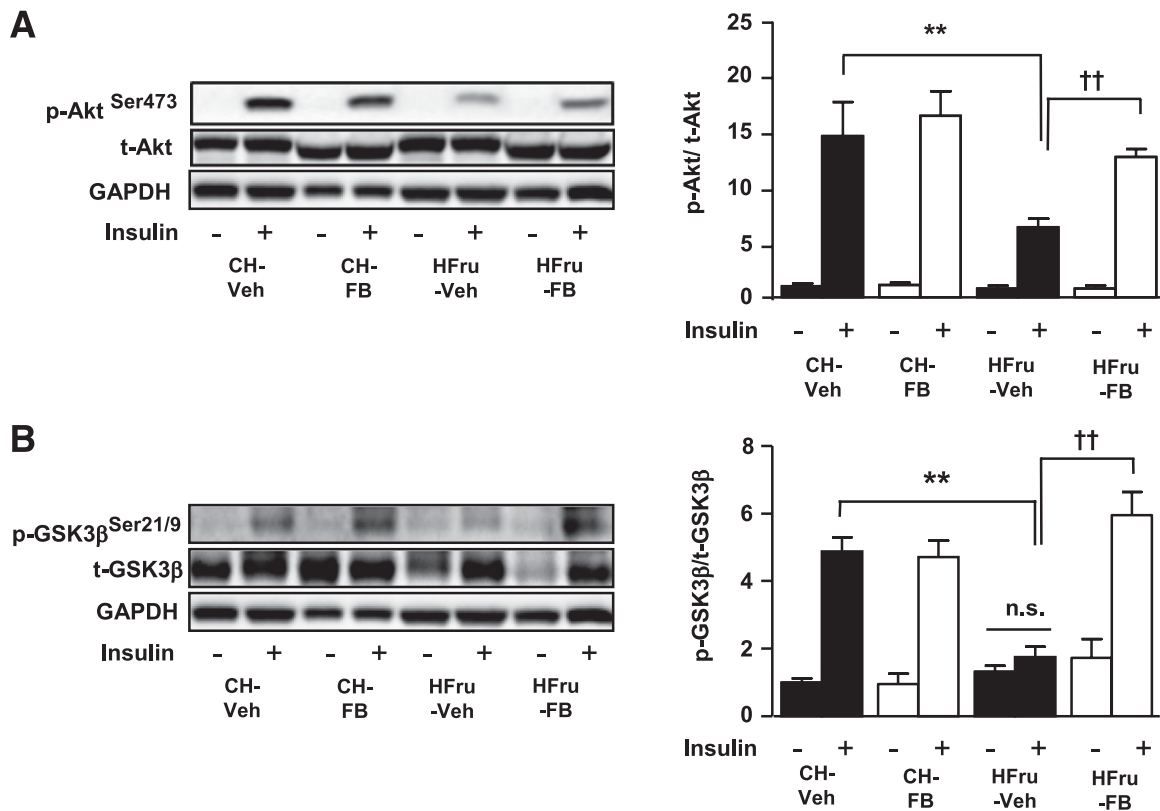 A
p-Akt Ser473
t-Akt
GAPDH
Insulin - + - + - + - +
CH-Veh CH-FB HFru-Veh HFru-FB
p-Akt/ t-Akt
25
20
15
10
5
0
**
††
Insulin - + - + - + - +
CH-Veh CH-FB HFru-Veh HFru-FB
B
p-GSK3β Ser21/9
t-GSK3β
GAPDH
Insulin - + - + - + - +
CH-Veh CH-FB HFru-Veh HFru-FB
p-GSK3β/t-GSK3β
8
6
4
2
0
**
††
n.s.
Insulin - + - + - + - +
CH-Veh CH-FB HFru-Veh HFru-FB